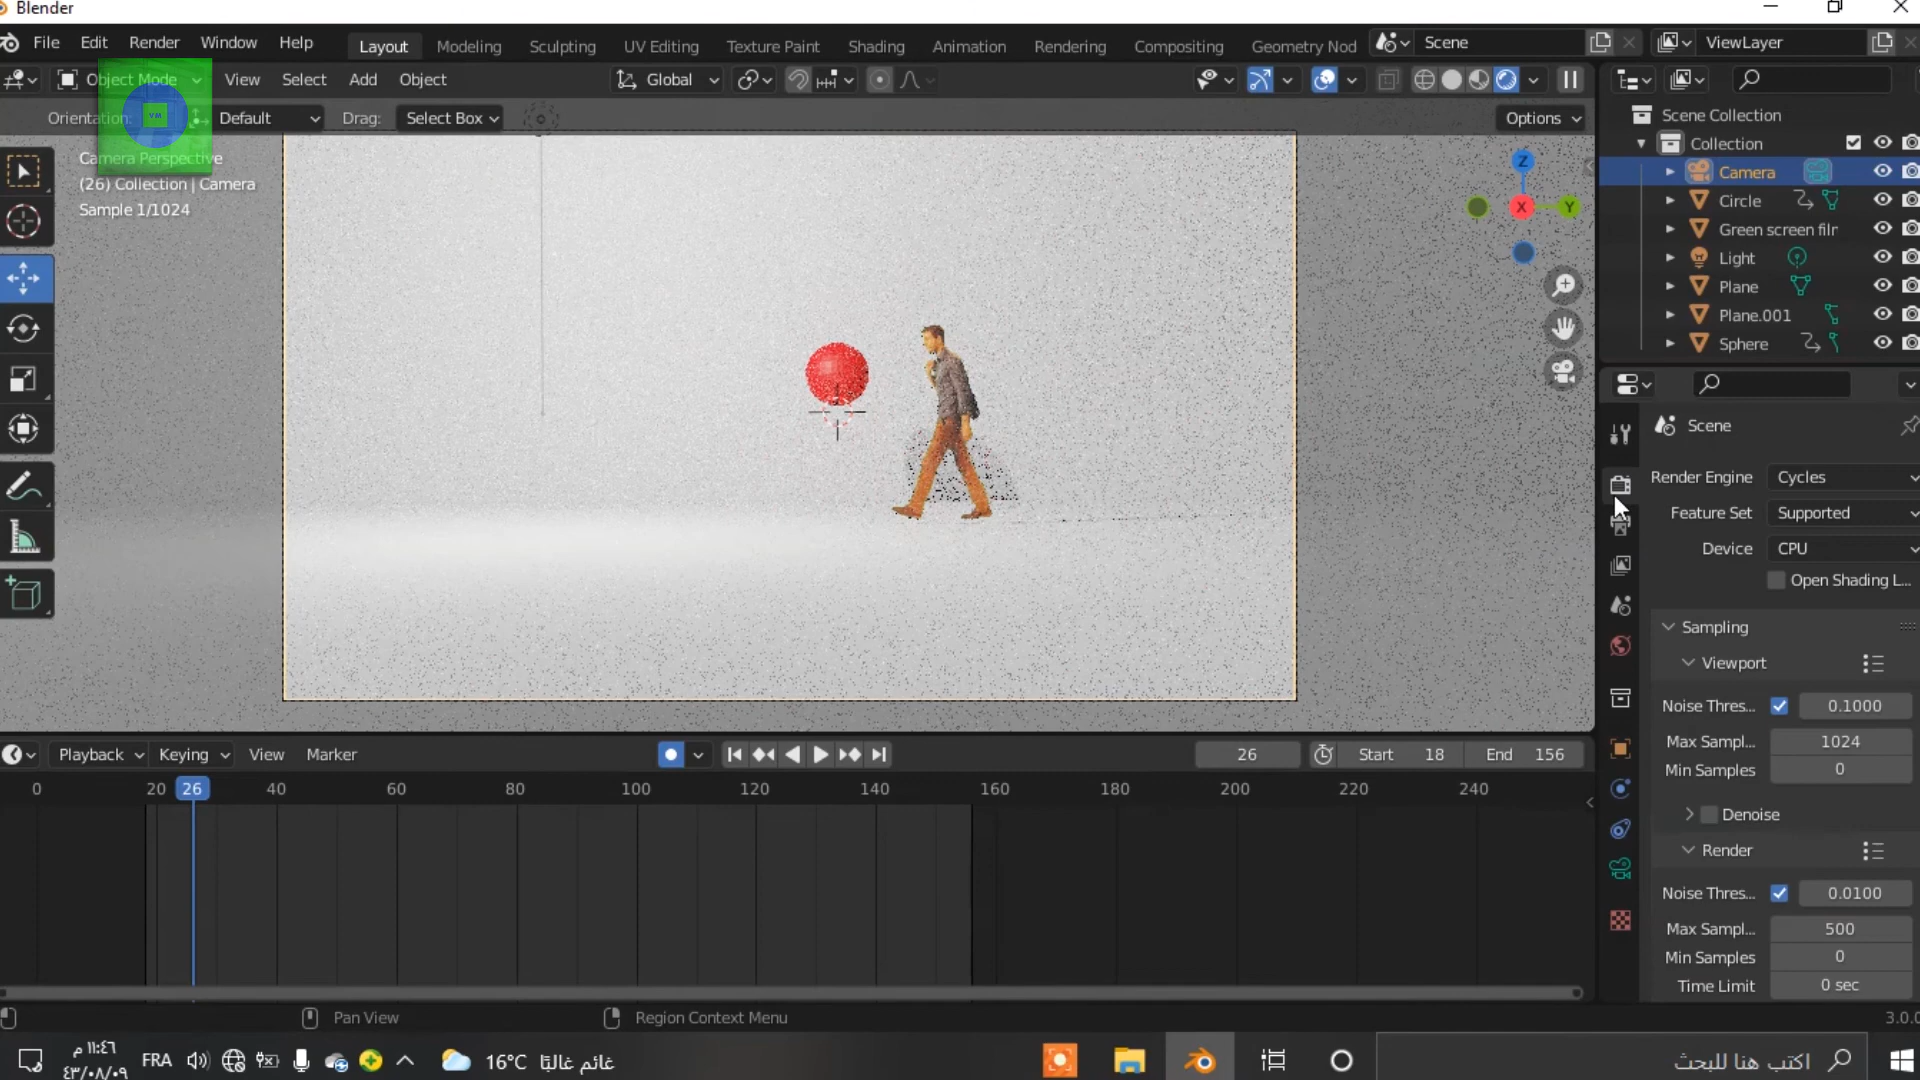 Blender
File Edit Render Window Help Layout Modeling Sculpting UV Editing Texture Paint Shading Animation Rendering Compositing Geometry Nod Scene ViewLayer
Object Mode View Select Add Object Global
Orientation: Default Drag: Select Box Options
VM
Camera Perspective
(26) Collection | Camera
Sample 1/1024
Z
X
Y
Scene Collection
Collection
Camera
Circle
Green screen filr
Light
Plane
Plane.001
Sphere
Scene
Render Engine Cycles
Feature Set Supported
Device CPU
Open Shading L...
Sampling
Viewport
Noise Thres... 0.1000
Max Sampl... 1024
Min Samples 0
Denoise
Render
Noise Thres... 0.0100
Max Sampl... 500
Min Samples 0
Time Limit 0 sec
Playback Keying View Marker 26 Start 18 End 156
0 20 26 40 60 80 100 120 140 160 180 200 220 240
Pan View Region Context Menu 3.0.0
١١:٤٦ م
٤٣/٠٨/٠٩
FRA
16°C غائم غالبًا
اكتب هنا للبحث